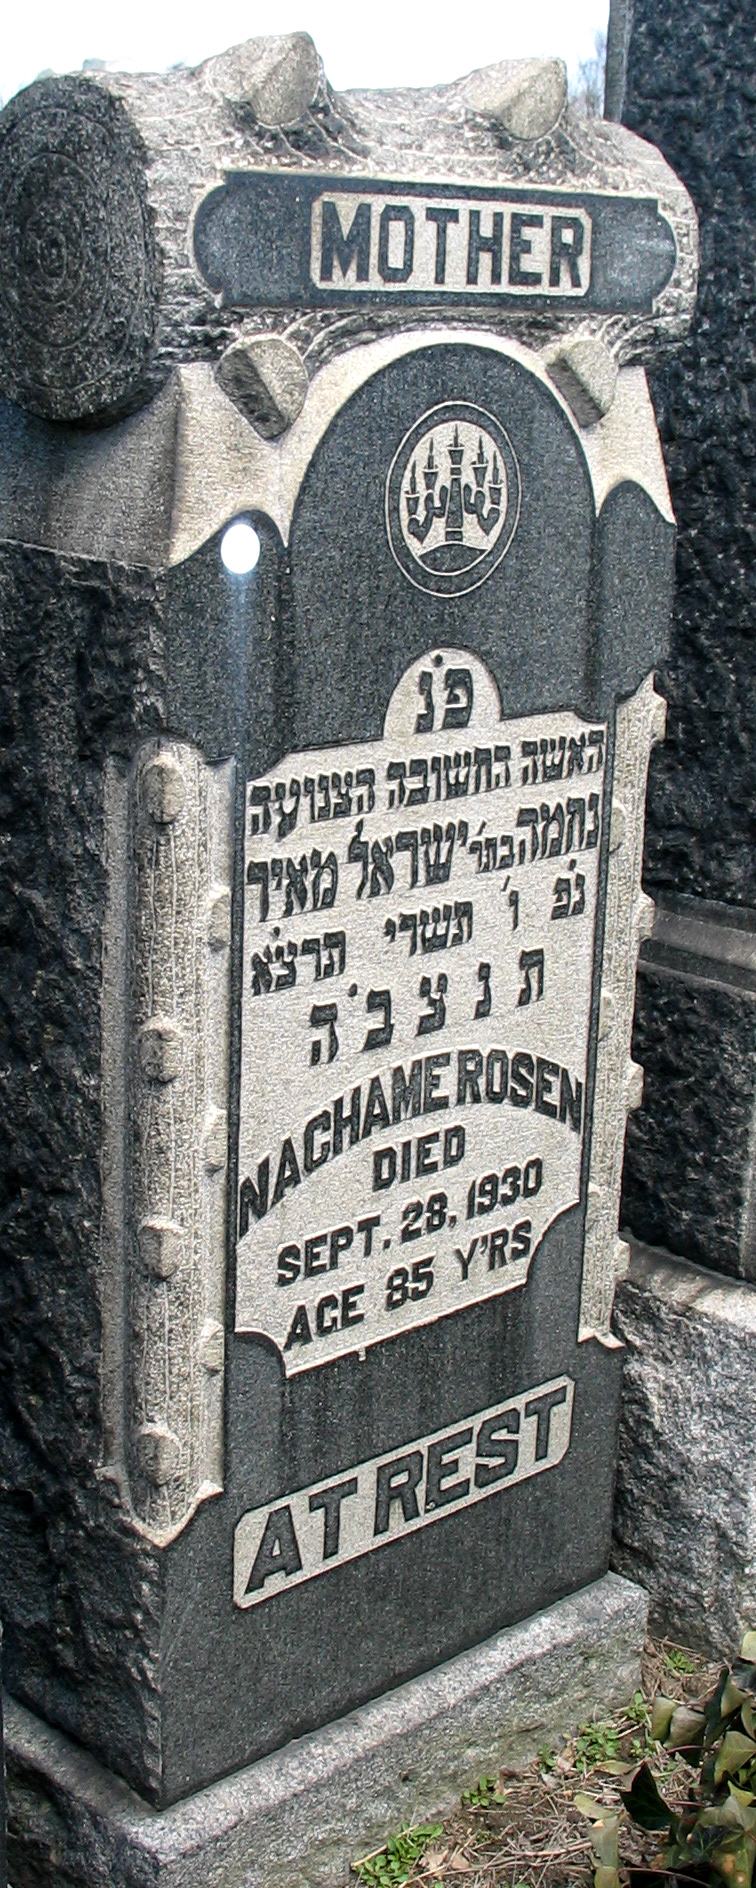 MOTHER
פ נ
האשה החשובה הצנועה
נחמה בת ר' ישראל מאיר
נפ' ו' תשרי תרצ"א
ת נ צ ב' ה
NACHAME ROSEN
DIED
SEPT. 28, 1930
AGE 85 Y'RS
AT REST